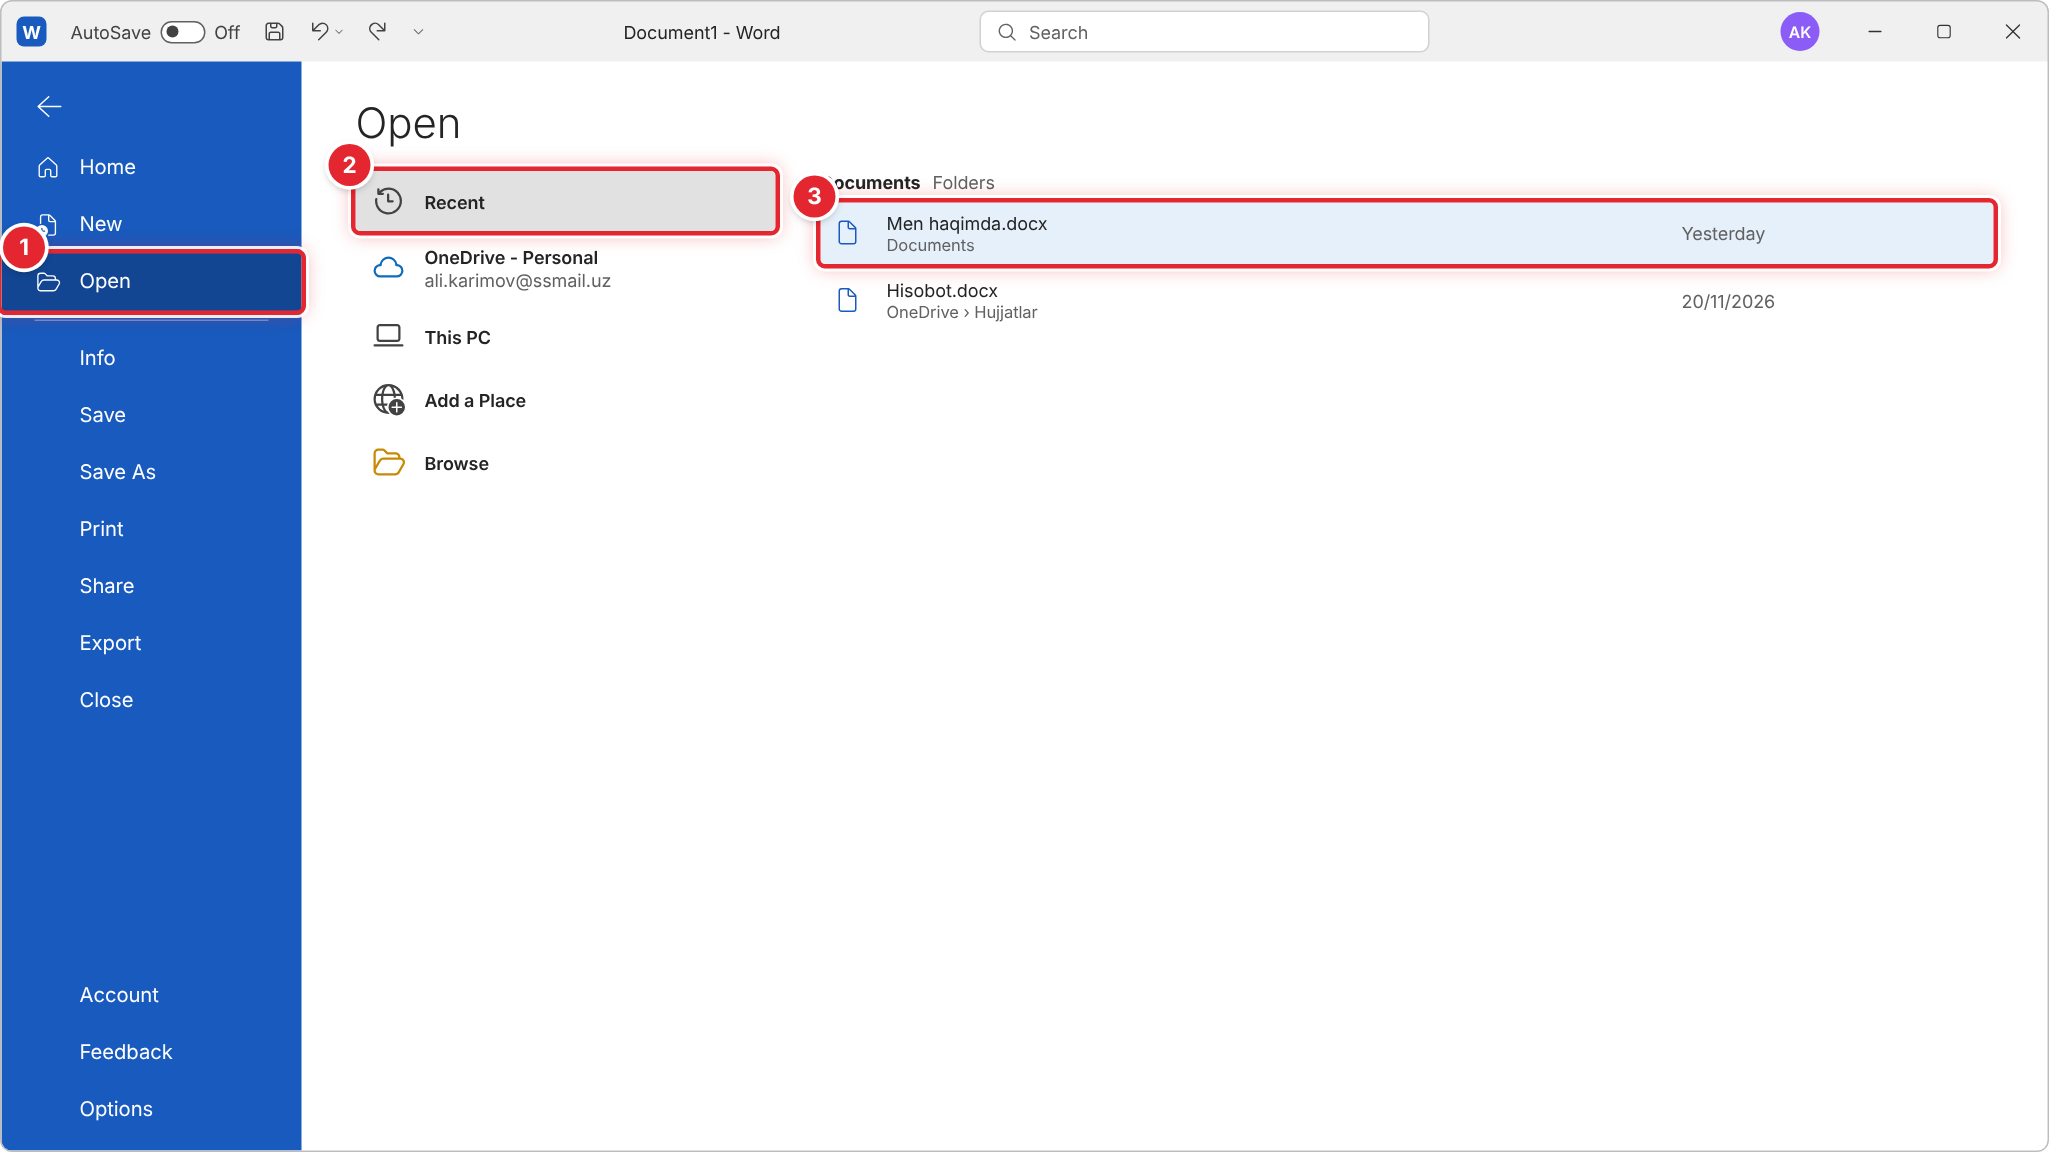 W AutoSave Off Document1 - Word Search AK
Home
New
1
Open
Info
Save
Save As
Print
Share
Export
Close
Account
Feedback
Options
Open
2
Recent
OneDrive - Personal
ali.karimov@ssmail.uz
This PC
Add a Place
Browse
3
ocuments Folders
Men haqimda.docx Yesterday
Documents
Hisobot.docx 20/11/2026
OneDrive › Hujjatlar